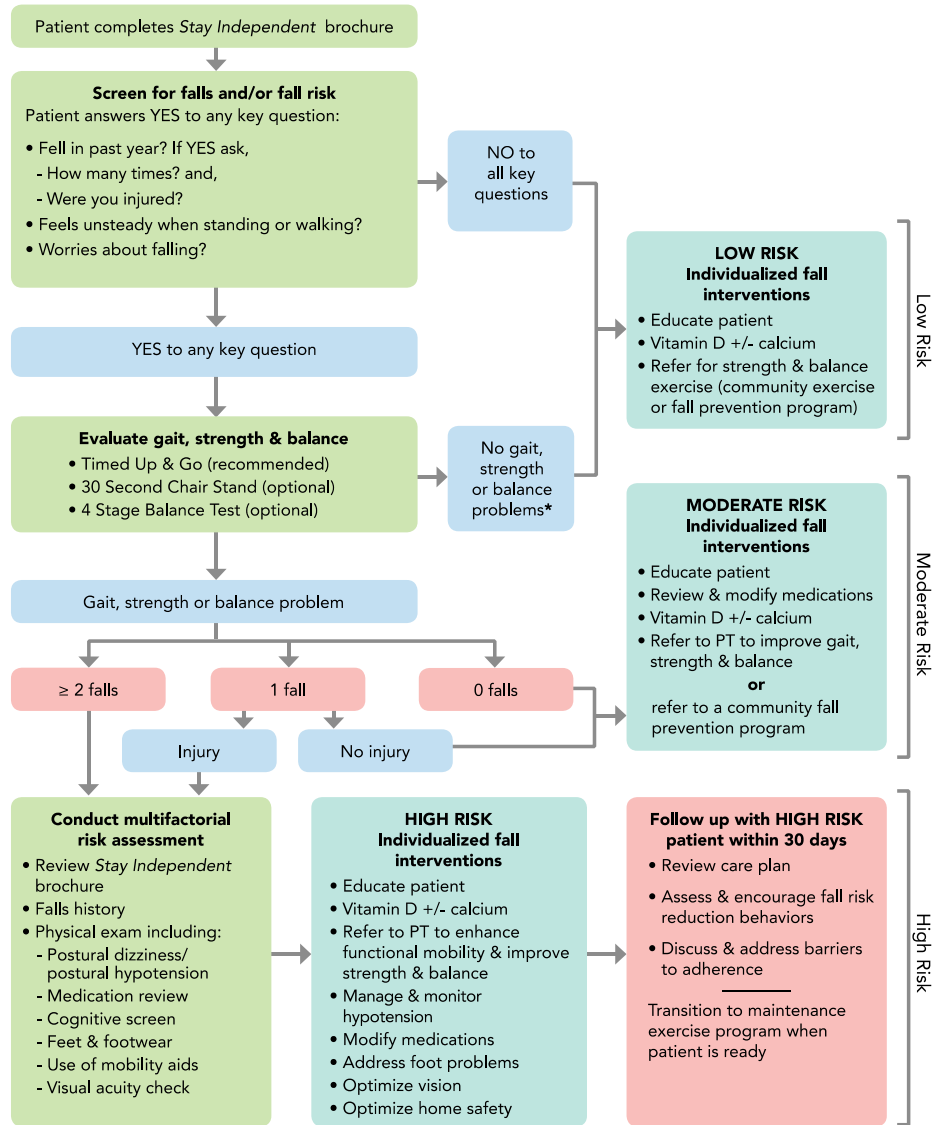 Patient completes Stay Independent brochure
Screen for falls and/or fall risk
Patient answers YES to any key question:
• Fell in past year? If YES ask,
- How many times? and,
- Were you injured?
• Feels unsteady when standing or walking?
• Worries about falling?
NO to
all key
questions
YES to any key question
Evaluate gait, strength & balance
• Timed Up & Go (recommended)
• 30 Second Chair Stand (optional)
• 4 Stage Balance Test (optional)
No gait,
strength
or balance
problems*
LOW RISK
Individualized fall
interventions
• Educate patient
• Vitamin D +/- calcium
• Refer for strength & balance
exercise (community exercise
or fall prevention program)
Low Risk
Gait, strength or balance problem
≥ 2 falls
1 fall
0 falls
Injury
No injury
MODERATE RISK
Individualized fall
interventions
• Educate patient
• Review & modify medications
• Vitamin D +/- calcium
• Refer to PT to improve gait,
strength & balance
or
refer to a community fall
prevention program
Moderate Risk
Conduct multifactorial
risk assessment
• Review Stay Independent
brochure
• Falls history
• Physical exam including:
- Postural dizziness/
postural hypotension
- Medication review
- Cognitive screen
- Feet & footwear
- Use of mobility aids
- Visual acuity check
HIGH RISK
Individualized fall
interventions
• Educate patient
• Vitamin D +/- calcium
• Refer to PT to enhance
functional mobility & improve
strength & balance
• Manage & monitor
hypotension
• Modify medications
• Address foot problems
• Optimize vision
• Optimize home safety
Follow up with HIGH RISK
patient within 30 days
• Review care plan
• Assess & encourage fall risk
reduction behaviors
• Discuss & address barriers
to adherence
Transition to maintenance
exercise program when
patient is ready
High Risk